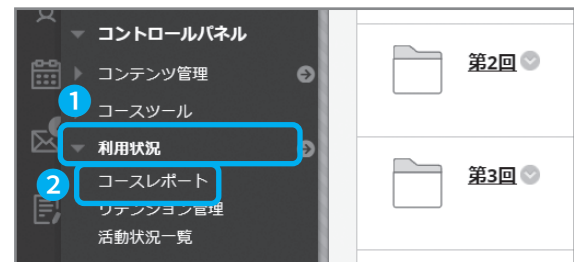 コントロールパネル
コンテンツ管理
1
コースツール
利用状況
2
コースレポート
リテンション管理
活動状況一覧
第2回
第3回